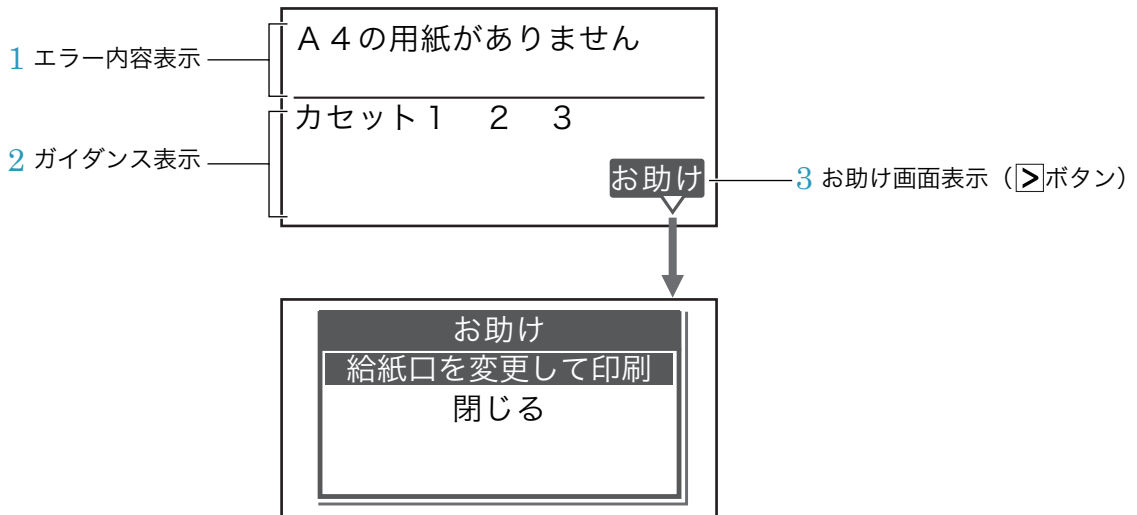 A４の用紙がありません
1 エラー内容表示
カセット１　２　３
2 ガイダンス表示
お助け
3 お助け画面表示（>ボタン）
お助け
給紙口を変更して印刷
閉じる